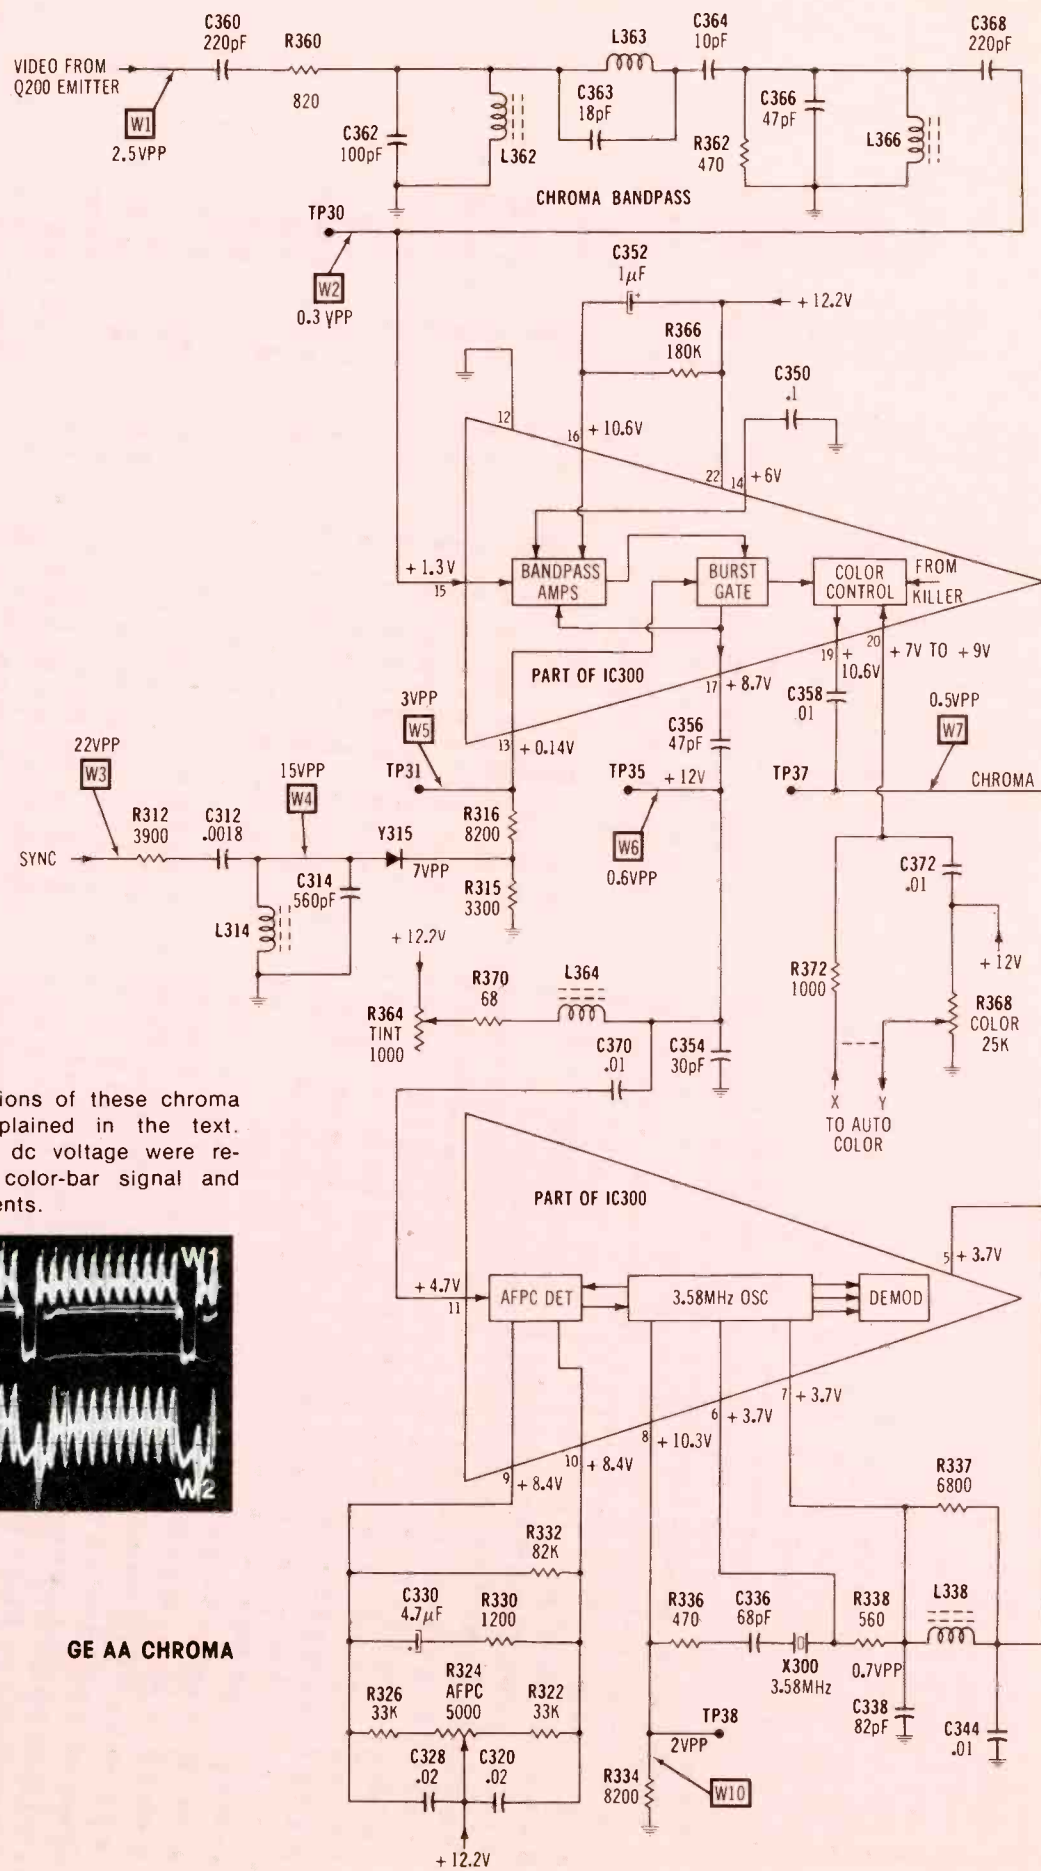 C360
220pF
R360
820
VIDEO FROM
Q200 EMITTER
W1
2.5VPP
C362
100pF
L362
L363
C363
18pF
C364
10pF
R362
470
C366
47pF
L366
C368
220pF
CHROMA BANDPASS
TP30
W2
0.3 VPP
C352
1µF
+
+ 12.2V
R366
180K
C350
.1
12
16
+ 10.6V
22
14
+ 6V
+ 1.3V
15
BANDPASS
AMPS
BURST
GATE
COLOR
CONTROL
FROM
KILLER
PART OF IC300
19
+
10.6V
20
+ 7V TO + 9V
17
+ 8.7V
C358
.01
0.5VPP
W7
3VPP
W5
13
+ 0.14V
C356
47pF
22VPP
W3
15VPP
W4
TP31
TP35
+ 12V
TP37
CHROMA
R312
3900
C312
.0018
Y315
7VPP
R316
8200
W6
0.6VPP
SYNC
C314
560pF
L314
R315
3300
C372
.01
+ 12V
+ 12.2V
R364
TINT
1000
R370
68
L364
C370
.01
C354
30pF
R372
1000
R368
COLOR
25K
X
Y
TO AUTO
COLOR
ions of these chroma
plained in the text.
dc voltage were re-
color-bar signal and
ents.
W1
W2
PART OF IC300
5
+ 3.7V
+ 4.7V
11
AFPC DET
3.58MHz OSC
DEMOD
7
+ 3.7V
6
+ 3.7V
8
+ 10.3V
10
+ 8.4V
9
+ 8.4V
R337
6800
R332
82K
C330
4.7µF
+
R330
1200
R336
470
C336
68pF
X300
3.58MHz
R338
560
0.7VPP
L338
GE AA CHROMA
R326
33K
R324
AFPC
5000
R322
33K
C338
82pF
C344
.01
TP38
2VPP
C328
.02
C320
.02
R334
8200
W10
+ 12.2V